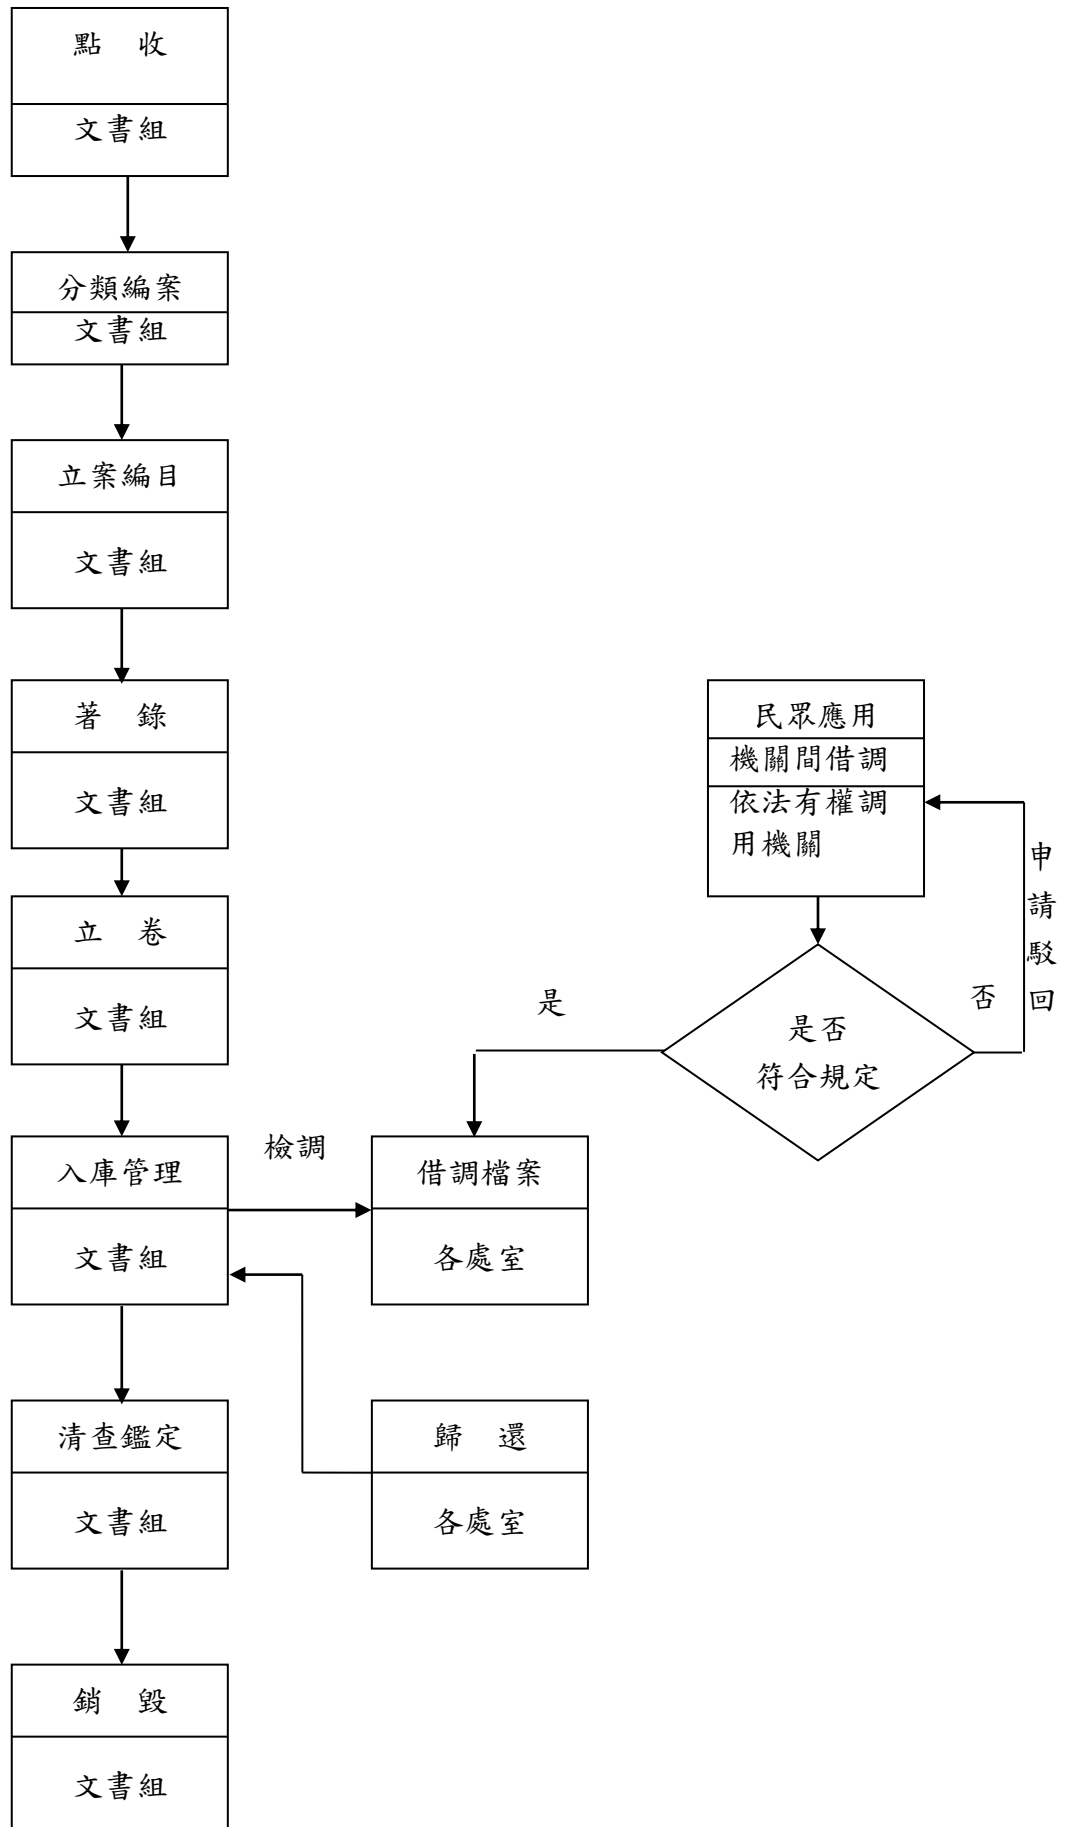 點　收
文書組
分類編案
文書組
立案編目
文書組
著　錄
文書組
立　卷
文書組
入庫管理
文書組
清查鑑定
文書組
銷　毀
文書組
檢調
借調檔案
各處室
歸　還
各處室
民眾應用
機關間借調
依法有權調
用機關
是否
符合規定
是
否
申請駁回